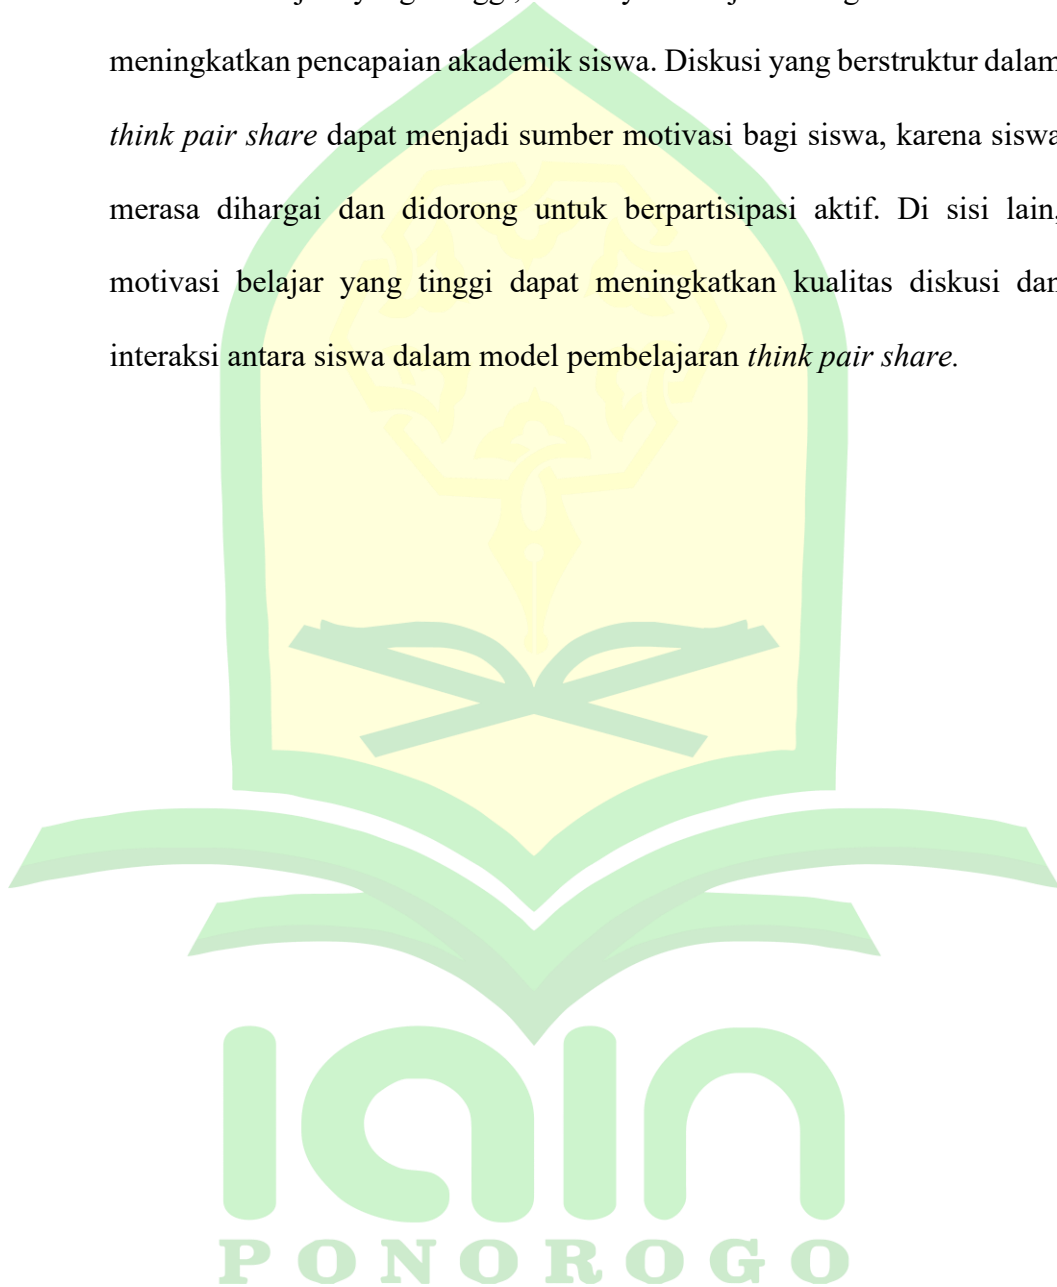 meningkatkan pencapaian akademik siswa. Diskusi yang berstruktur dalam
think pair share dapat menjadi sumber motivasi bagi siswa, karena siswa
merasa dihargai dan didorong untuk berpartisipasi aktif. Di sisi lain,
motivasi belajar yang tinggi dapat meningkatkan kualitas diskusi dan
interaksi antara siswa dalam model pembelajaran think pair share.
iain
PONOROGO